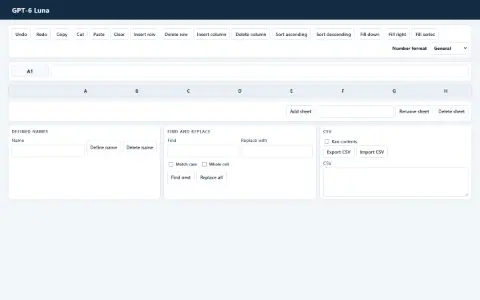 GPT-6 Luna
Undo Redo Copy Cut Paste Clear Insert row Delete row Insert column Delete column Sort ascending Sort descending Fill down Fill right Fill series
Number format General
A1
A B C D E F G H
Add sheet Rename sheet Delete sheet
DEFINED NAMES
Name
Define name Delete name
FIND AND REPLACE
Find Replace with
Match case Whole cell
Find next Replace all
CSV
Raw contents
Export CSV Import CSV
CSV